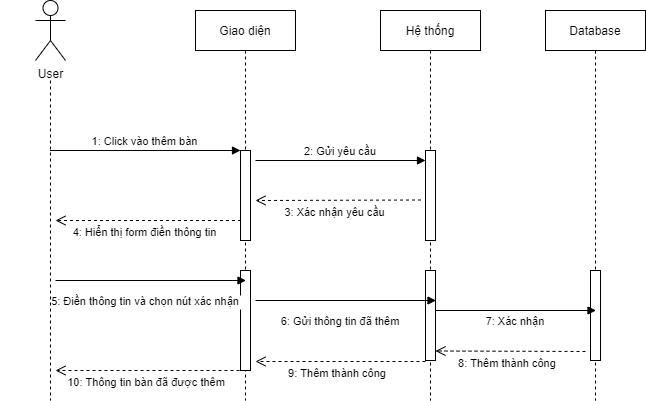 User
Giao diện
Hệ thống
Database
1: Click vào thêm bàn
2: Gửi yêu cầu
3: Xác nhận yêu cầu
4: Hiển thị form điền thông tin
5: Điền thông tin và chọn nút xác nhận
6: Gửi thông tin đã thêm
7: Xác nhận
8: Thêm thành công
9: Thêm thành công
10: Thông tin bàn đã được thêm